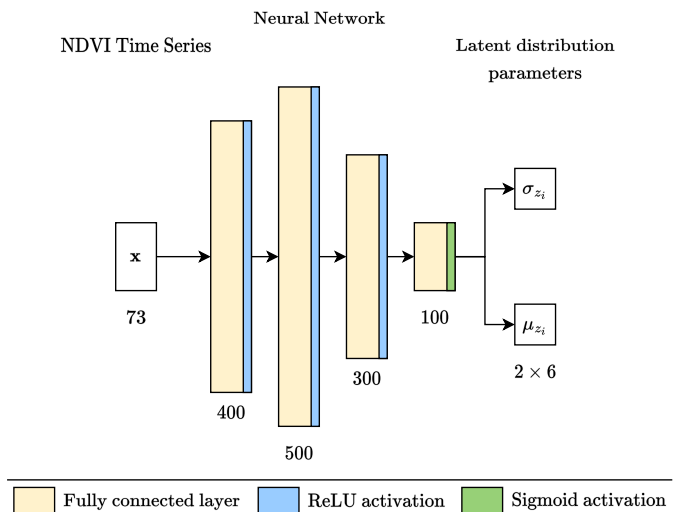 Neural Network
NDVI Time Series
Latent distribution
parameters
x
73
400
500
300
100
σ_{z_i}
μ_{z_i}
2 × 6
Fully connected layer
ReLU activation
Sigmoid activation